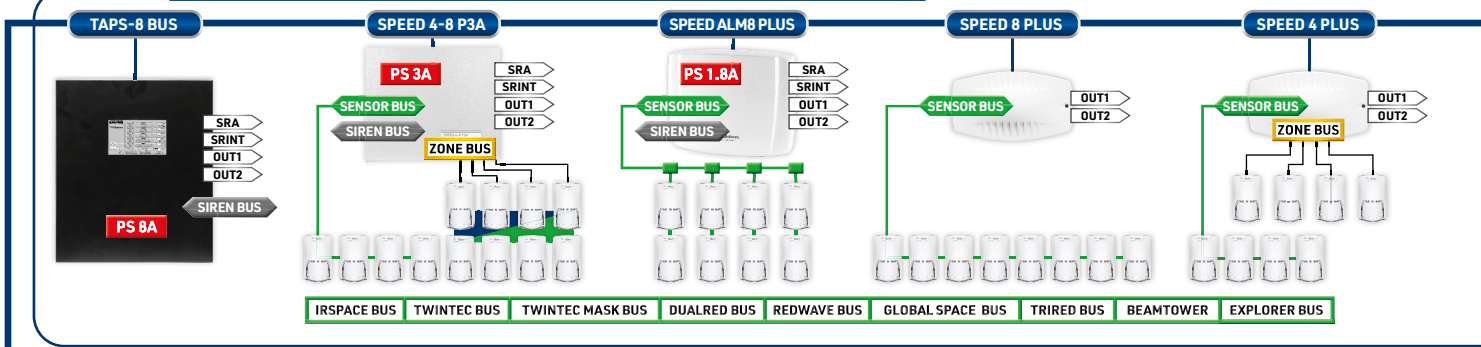 TAPS-8 BUS
SPEED 4-8 P3A
SPEED ALM8 PLUS
SPEED 8 PLUS
SPEED 4 PLUS
SRA
SRINT
OUT1
OUT2
SIREN BUS
PS 8A
PS 3A
SRA
SRINT
OUT1
OUT2
SENSOR BUS
SIREN BUS
ZONE BUS
PS 1.8A
SRA
SRINT
OUT1
OUT2
SENSOR BUS
SIREN BUS
SENSOR BUS
OUT1
OUT2
SENSOR BUS
OUT1
OUT2
ZONE BUS
IRSPACE BUS
TWINTEC BUS
TWINTEC MASK BUS
DUALRED BUS
REDWAVE BUS
GLOBAL SPACE BUS
TRIRED BUS
BEAMTOWER
EXPLORER BUS